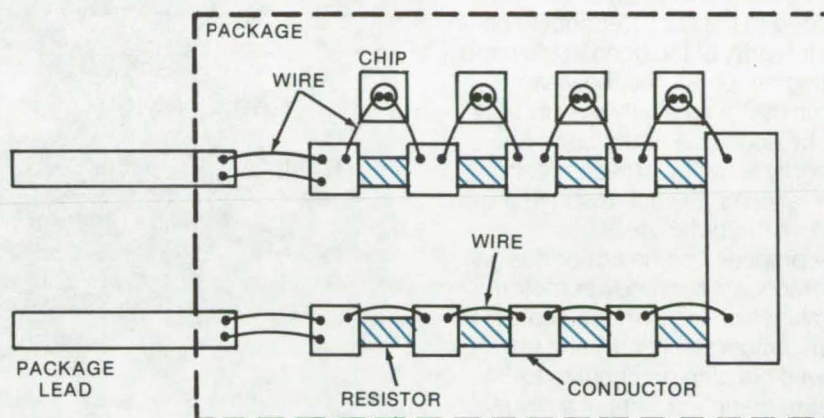 PACKAGE
CHIP
WIRE
WIRE
PACKAGE
LEAD
RESISTOR
CONDUCTOR